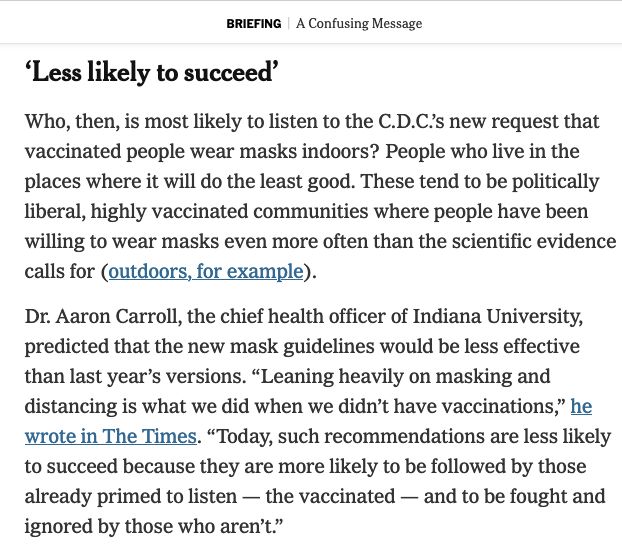 BRIEFING | A Confusing Message
‘Less likely to succeed’
Who, then, is most likely to listen to the C.D.C.’s new request that
vaccinated people wear masks indoors? People who live in the
places where it will do the least good. These tend to be politically
liberal, highly vaccinated communities where people have been
willing to wear masks even more often than the scientific evidence
calls for (outdoors, for example).
Dr. Aaron Carroll, the chief health officer of Indiana University,
predicted that the new mask guidelines would be less effective
than last year’s versions. “Leaning heavily on masking and
distancing is what we did when we didn’t have vaccinations,” he
wrote in The Times. “Today, such recommendations are less likely
to succeed because they are more likely to be followed by those
already primed to listen — the vaccinated — and to be fought and
ignored by those who aren’t.”